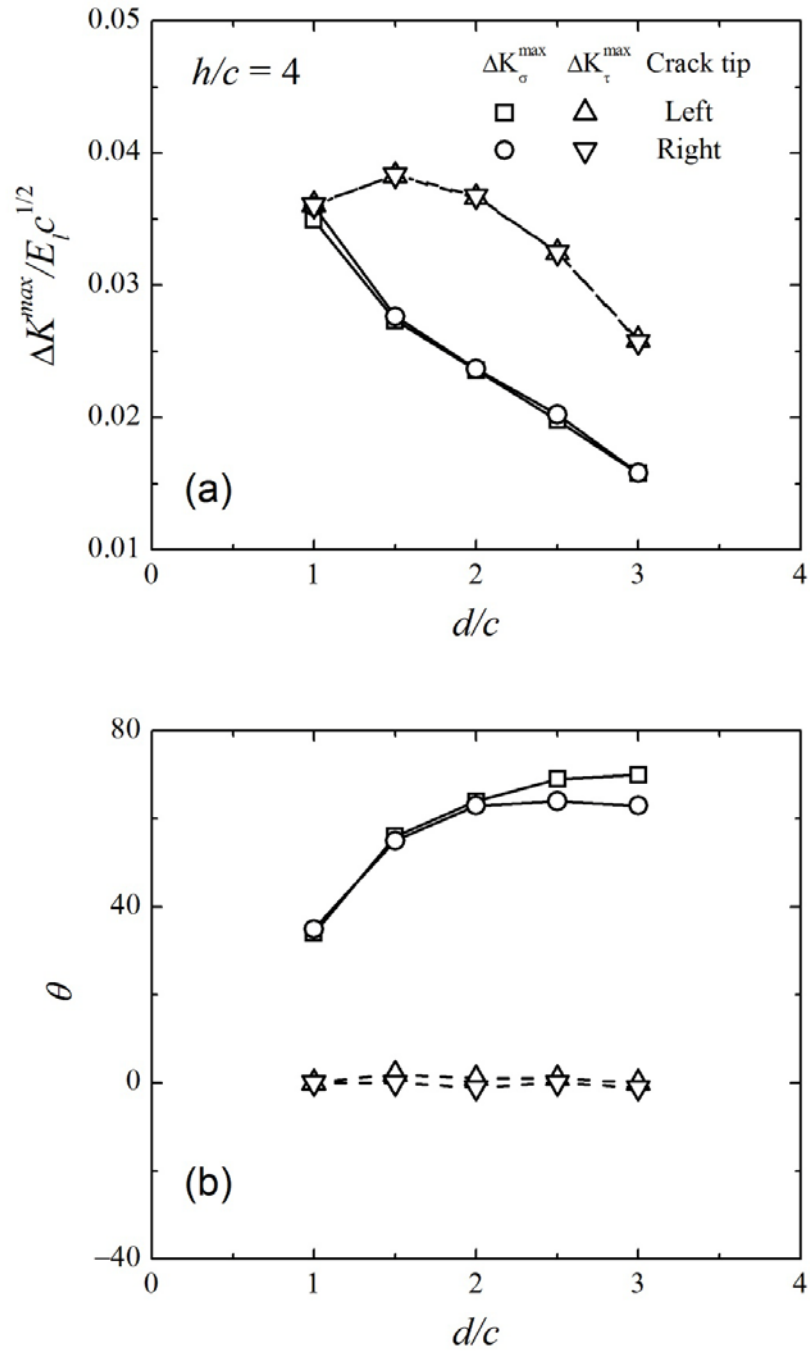 0.05
h/c = 4
ΔKσmax ΔKτmax Crack tip
Left
Right
0.04
0.03
0.02
0.01
ΔKmax/Elc1/2
(a)
0 1 2 3 4
d/c
80
40
0
–40
θ
(b)
0 1 2 3 4
d/c